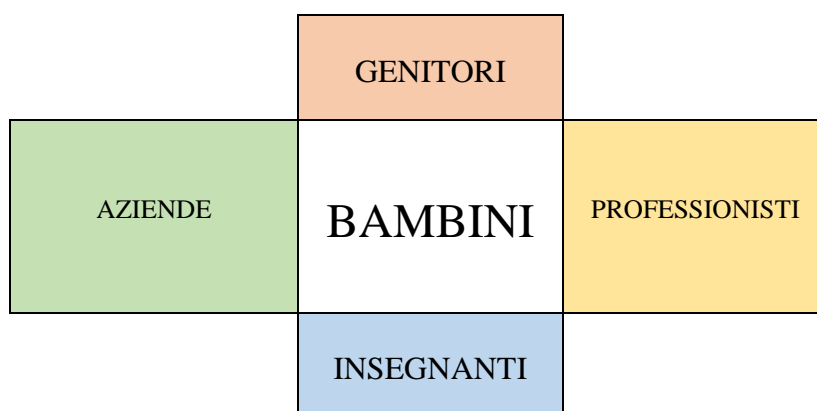 GENITORI
AZIENDE
BAMBINI
PROFESSIONISTI
INSEGNANTI